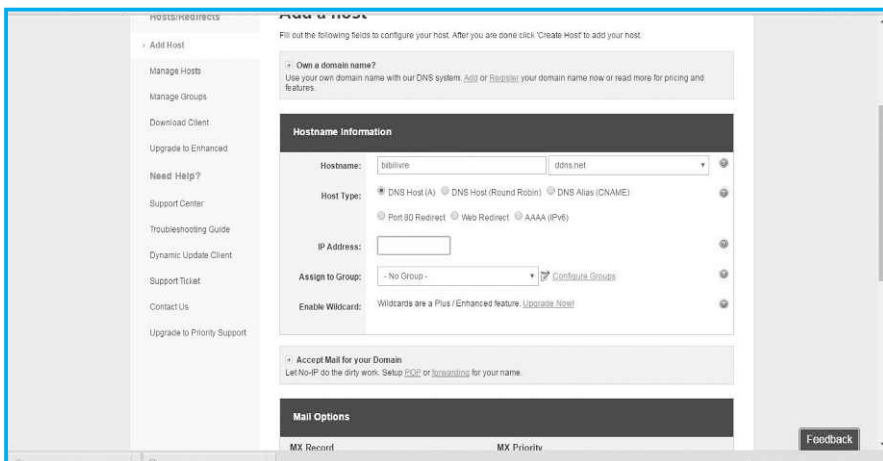 Hosts/Redirects
Add Host
Manage Hosts
Manage Groups
Download Client
Upgrade to Enhanced
Need Help?
Support Center
Troubleshooting Guide
Dynamic Update Client
Support Ticket
Contact Us
Upgrade to Priority Support
Add a host
Fill out the following fields to configure your host. After you are done click 'Create Host' to add your host.
Own a domain name?
Use your own domain name with our DNS system. Add or Register your domain name now or read more for pricing and
features.
Hostname Information
Hostname: bibilivre ddns.net
Host Type: DNS Host (A) DNS Host (Round Robin) DNS Alias (CNAME)
Port 80 Redirect Web Redirect AAAA (IPv6)
IP Address:
Assign to Group: - No Group - Configure Groups
Enable Wildcard: Wildcards are a Plus / Enhanced feature. Upgrade Now!
Accept Mail for your Domain
Let No-IP do the dirty work. Setup POP or forwarding for your name.
Mail Options
MX Record MX Priority
Feedback